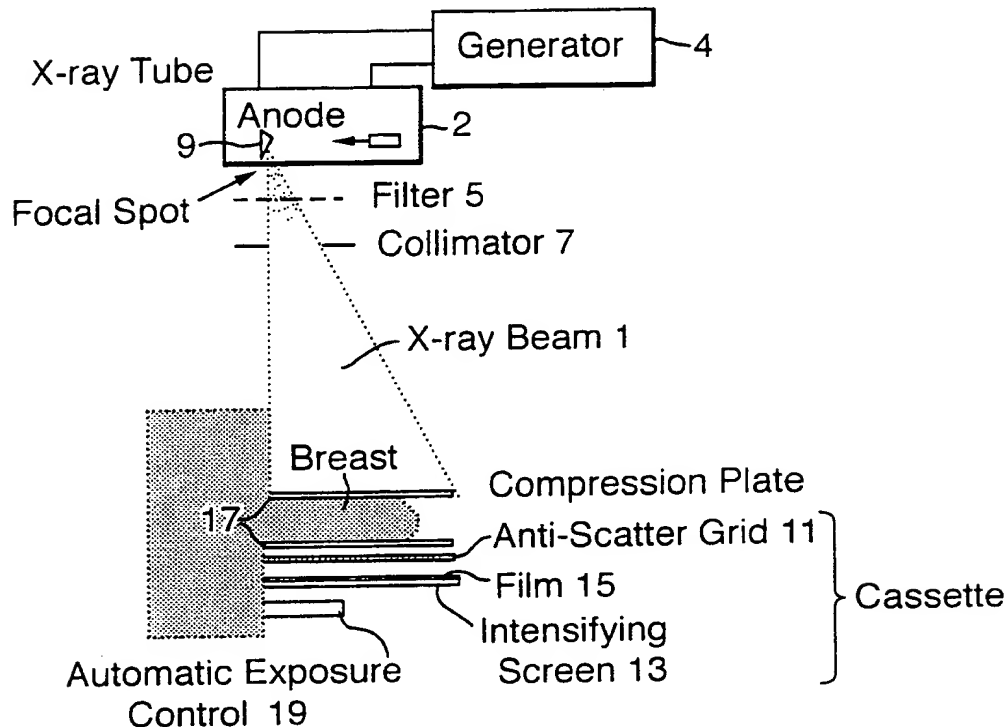 Generator
4
X-ray Tube
Anode
2
9
Focal Spot
Filter 5
Collimator 7
X-ray Beam 1
Breast
Compression Plate
17
Anti-Scatter Grid 11
Film 15
Cassette
Intensifying
Screen 13
Automatic Exposure
Control 19